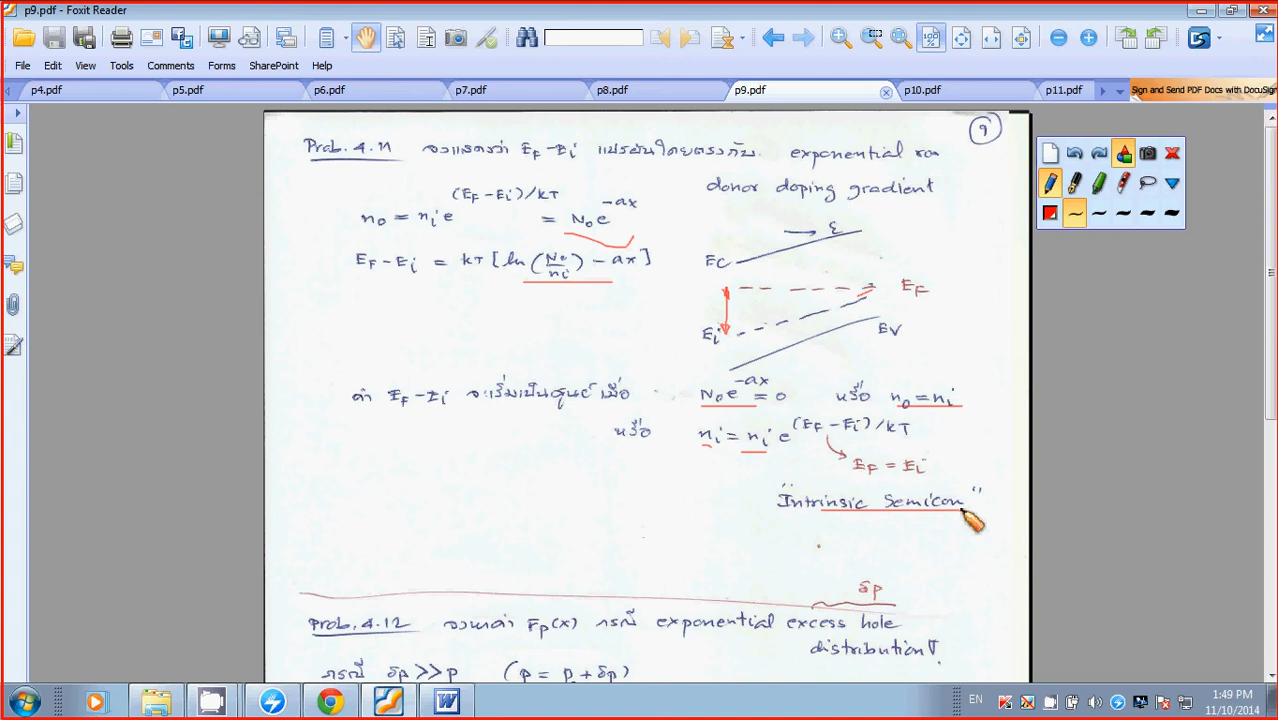 p9.pdf - Foxit Reader
File Edit View Tools Comments Forms SharePoint Help
p4.pdf p5.pdf p6.pdf p7.pdf p8.pdf p9.pdf p10.pdf p11.pdf Sign and Send PDF Docs with DocuSign
9
Prob. 4.11 จงแสดงว่า EF-Ei แปรผันโดยตรงกับ exponential ของ
donor doping gradient
n₀ = nᵢ e^(EF-Ei)/kT = N₀e^-ax
EF-Ei = kT [ln (N₀/nᵢ) - ax]
ε
EC
EF
Ei
EV
ค่า EF-Ei จะเริ่มเป็นศูนย์เมื่อ N₀e^-ax = 0 หรือ n₀ = nᵢ
หรือ nᵢ = nᵢ e^(EF-Ei)/kT
EF = Ei
"Intrinsic Semicon"
δp
Prob. 4.12 จงหาค่า Fp(x) กรณี exponential excess hole
distribution
กรณี δp >> p (p = p₀ + δp)
EN
1:49 PM
11/10/2014